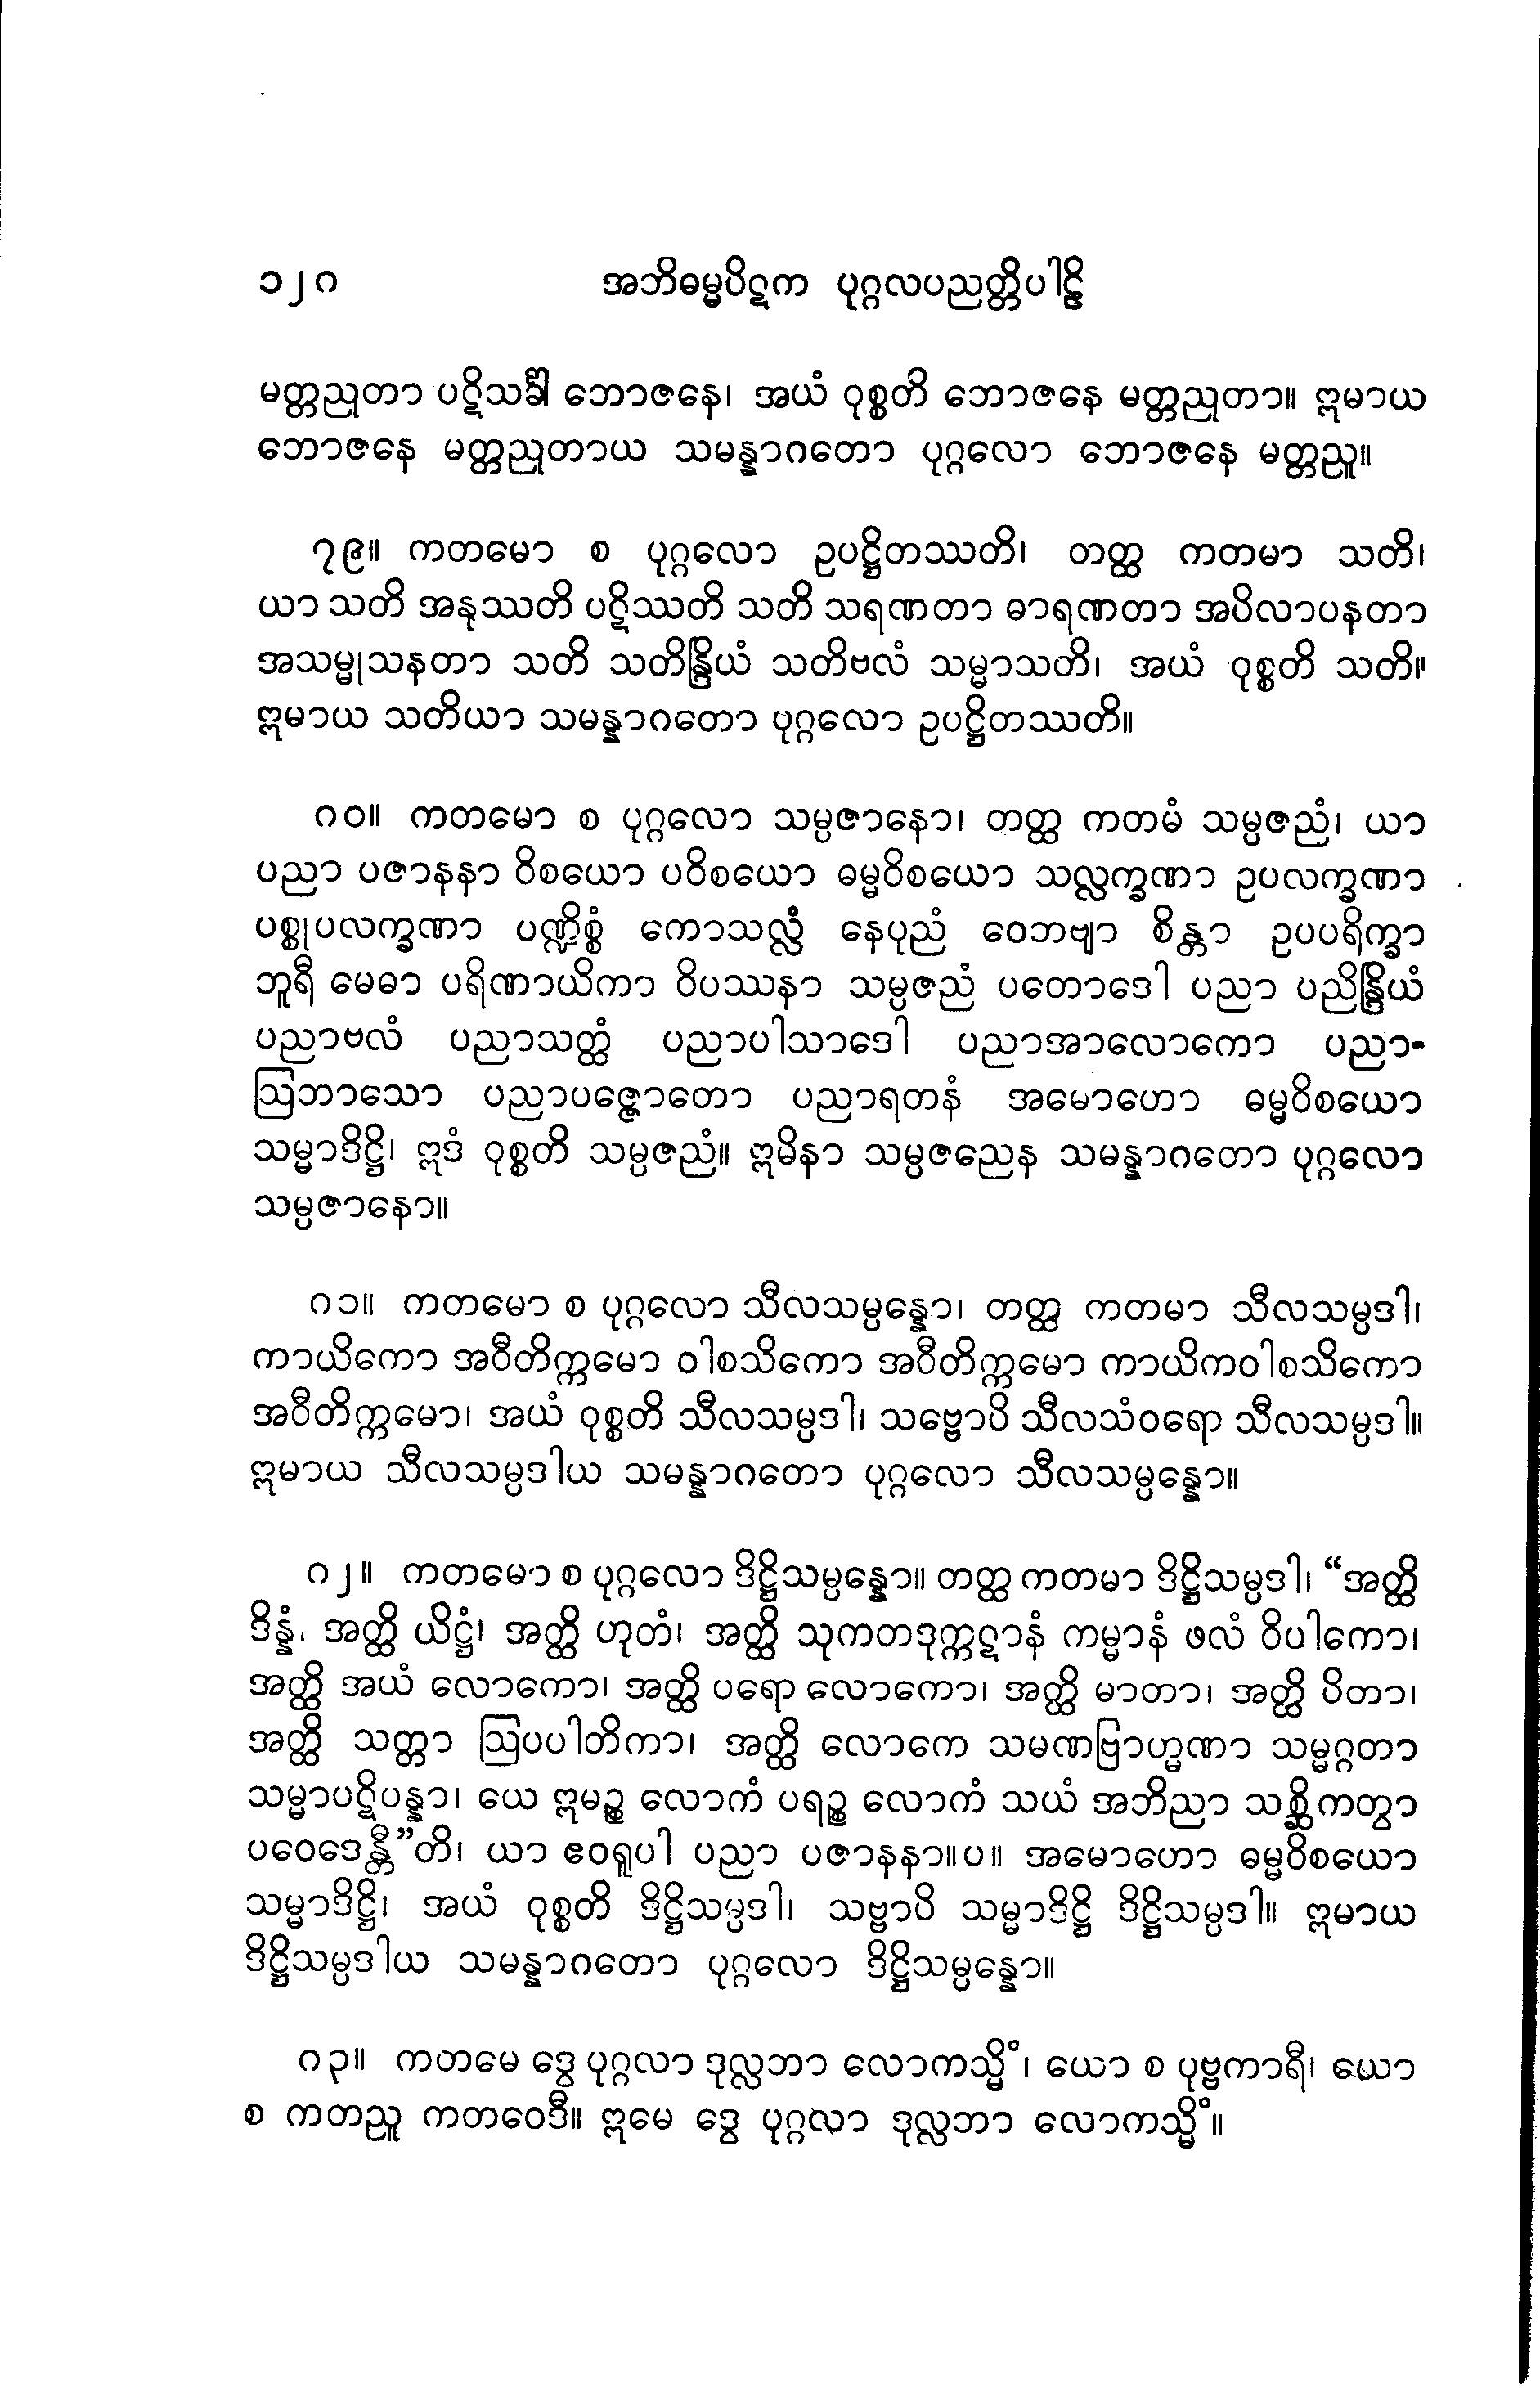 ၁၂၈ အဘိဓမ္မပိဋက ပုဂ္ဂလပညတ္တိပါဠိ
မတ္တညုတာ ပဋိသင်္ခါ ဘောဇနေ၊ အယံ ဝုစ္စတိ ဘောဇနေ မတ္တညုတာ။ ဣမာယ
ဘောဇနေ မတ္တညုတာယ သမန္နာဂတော ပုဂ္ဂလော ဘောဇနေ မတ္တညူ။
၇၉။ ကတမော စ ပုဂ္ဂလော ဥပဋ္ဌိတဿတိ၊ တတ္ထ ကတမာ သတိ၊
ယာ သတိ အနုဿတိ ပဋိဿတိ သတိ သရဏတာ ဓာရဏတာ အပိလာပနတာ
အသမ္မုသနတာ သတိ သတိန္ဒြိယံ သတိဗလံ သမ္မာသတိ၊ အယံ ဝုစ္စတိ သတိ။
ဣမာယ သတိယာ သမန္နာဂတော ပုဂ္ဂလော ဥပဋ္ဌိတဿတိ။
၈၀။ ကတမော စ ပုဂ္ဂလော သမ္ပဇာနော၊ တတ္ထ ကတမံ သမ္ပဇညံ၊ ယာ
ပညာ ပဇာနနာ ဝိစယော ပဝိစယော ဓမ္မဝိစယော သလ္လက္ခဏာ ဥပလက္ခဏာ
ပစ္စုပလက္ခဏာ ပဏ္ဍိစ္စံ ကောသလ္လံ နေပုညံ ဝေဘဗျာ စိန္တာ ဥပပရိက္ခာ
ဘူရီ မေဓာ ပရိဏာယိကာ ဝိပဿနာ သမ္ပဇညံ ပတောဒေါ ပညာ ပညိန္ဒြိယံ
ပညာဗလံ ပညာသတ္ထံ ပညာပါသာဒေါ ပညာအာလောကော ပညာ-
ဩဘာသော ပညာပဇ္ဇောတော ပညာရတနံ အမောဟော ဓမ္မဝိစယော
သမ္မာဒိဋ္ဌိ၊ ဣဒံ ဝုစ္စတိ သမ္ပဇညံ။ ဣမိနာ သမ္ပဇညေန သမန္နာဂတော ပုဂ္ဂလော
သမ္ပဇာနော။
၈၁။ ကတမော စ ပုဂ္ဂလော သီလသမ္ပန္နော၊ တတ္ထ ကတမာ သီလသမ္ပဒါ၊
ကာယိကော အဝီတိက္ကမော ဝါစသိကော အဝီတိက္ကမော ကာယိကဝါစသိကော
အဝီတိက္ကမော၊ အယံ ဝုစ္စတိ သီလသမ္ပဒါ၊ သဗ္ဗောပိ သီလသံဝရော သီလသမ္ပဒါ။
ဣမာယ သီလသမ္ပဒါယ သမန္နာဂတော ပုဂ္ဂလော သီလသမ္ပန္နော။
၈၂။ ကတမော စ ပုဂ္ဂလော ဒိဋ္ဌိသမ္ပန္နော။ တတ္ထ ကတမာ ဒိဋ္ဌိသမ္ပဒါ၊ “အတ္ထိ
ဒိန္နံ၊ အတ္ထိ ယိဋ္ဌံ၊ အတ္ထိ ဟုတံ၊ အတ္ထိ သုကတဒုက္ကဋာနံ ကမ္မာနံ ဖလံ ဝိပါကော၊
အတ္ထိ အယံ လောကော၊ အတ္ထိ ပရော လောကော၊ အတ္ထိ မာတာ၊ အတ္ထိ ပိတာ၊
အတ္ထိ သတ္တာ ဩပပါတိကာ၊ အတ္ထိ လောကေ သမဏဗြာဟ္မဏာ သမ္မဂ္ဂတာ
သမ္မာပဋိပန္နာ၊ ယေ ဣမဉ္စ လောကံ ပရဉ္စ လောကံ သယံ အဘိညာ သစ္ဆိကတွာ
ပဝေဒေန္တီ”တိ၊ ယာ ဧဝရူပါ ပညာ ပဇာနနာ။ပ။ အမောဟော ဓမ္မဝိစယော
သမ္မာဒိဋ္ဌိ၊ အယံ ဝုစ္စတိ ဒိဋ္ဌိသမ္ပဒါ၊ သဗ္ဗာပိ သမ္မာဒိဋ္ဌိ ဒိဋ္ဌိသမ္ပဒါ။ ဣမာယ
ဒိဋ္ဌိသမ္ပဒါယ သမန္နာဂတော ပုဂ္ဂလော ဒိဋ္ဌိသမ္ပန္နော။
၈၃။ ကတမေ ဒွေ ပုဂ္ဂလာ ဒုလ္လဘာ လောကသ္မိံ၊ ယော စ ပုဗ္ဗကာရီ၊ ယော
စ ကတညူ ကတဝေဒီ။ ဣမေ ဒွေ ပုဂ္ဂလာ ဒုလ္လဘာ လောကသ္မိံ။